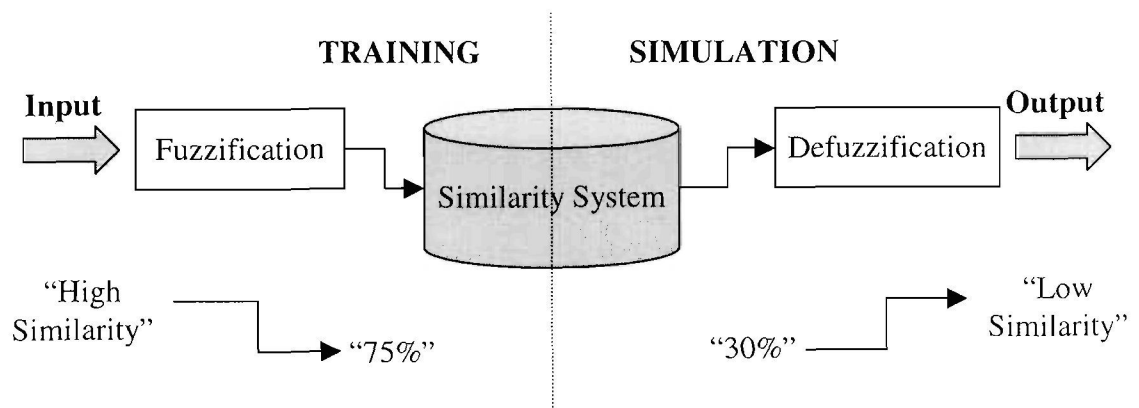 TRAINING
SIMULATION
Input
Output
Fuzzification
Similarity System
Defuzzification
“High
Similarity”
“75%”
“30%”
“Low
Similarity”